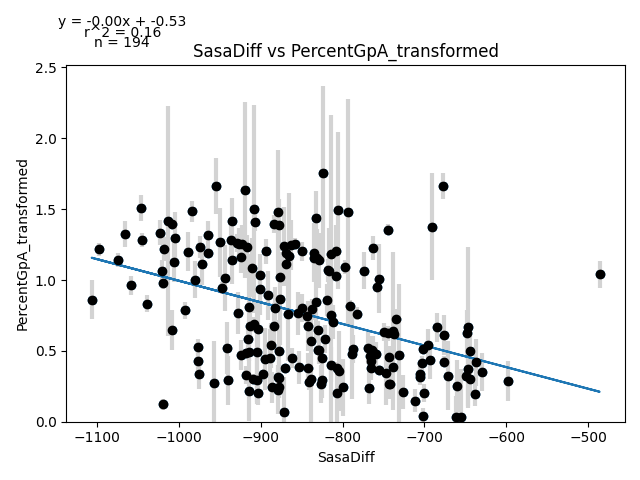 y = -0.00x + -0.53
r^2 = 0.16
n = 194
SasaDiff vs PercentGpA_transformed
2.5
2.0
1.5
1.0
0.5
0.0
PercentGpA_transformed
−1100 −1000 −900 −800 −700 −600 −500
SasaDiff